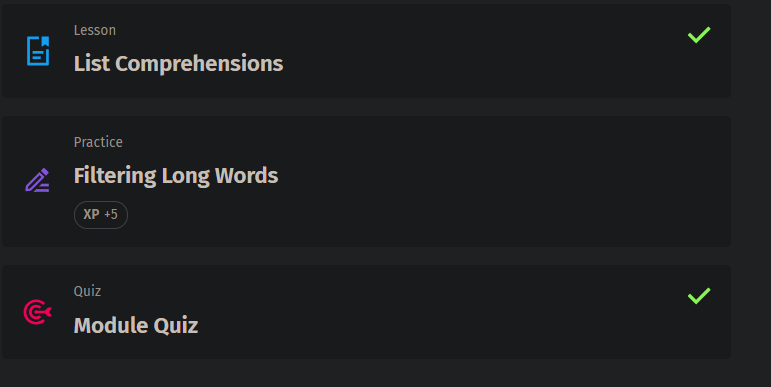 Lesson
List Comprehensions
Practice
Filtering Long Words
XP +5
Quiz
Module Quiz